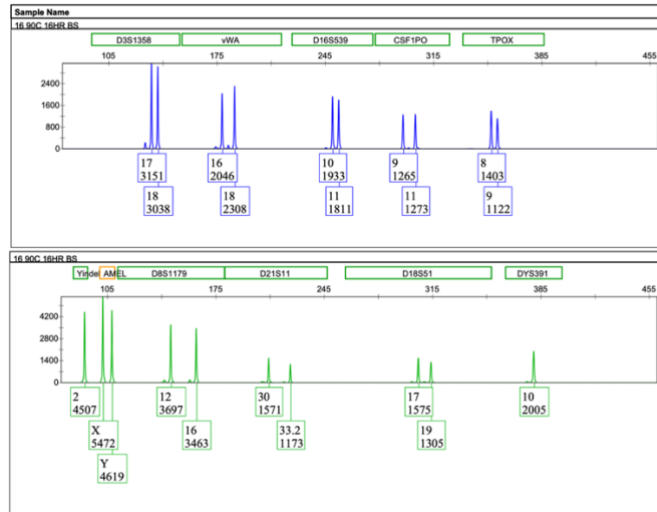 Sample Name
16 90C 16HR BS
D3S1358 vWA D16S539 CSF1PO TPOX
105 175 245 315 385 455
2400
1600
800
0
17 16 10 9 8
3151 2046 1933 1265 1403
18 18 11 11 9
3038 2308 1811 1273 1122
16 90C 16HR BS
Yindel AMEL D8S1179 D21S11 D18S51 DYS391
105 175 245 315 385 455
4200
2800
1400
0
2 12 30 17 10
4507 3697 1571 1575 2005
X 16 33.2 19
5472 3463 1173 1305
Y
4619